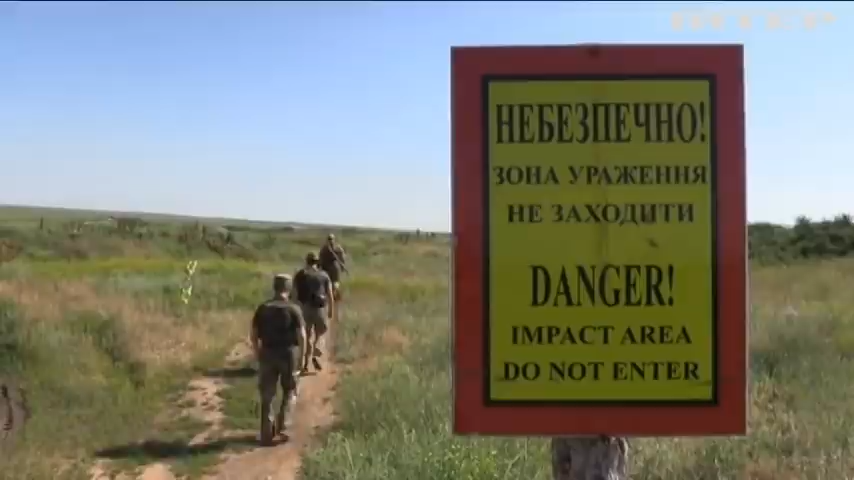 НЕБЕЗПЕЧНО!
ЗОНА УРАЖЕННЯ
НЕ ЗАХОДИТИ
DANGER!
IMPACT AREA
DO NOT ENTER